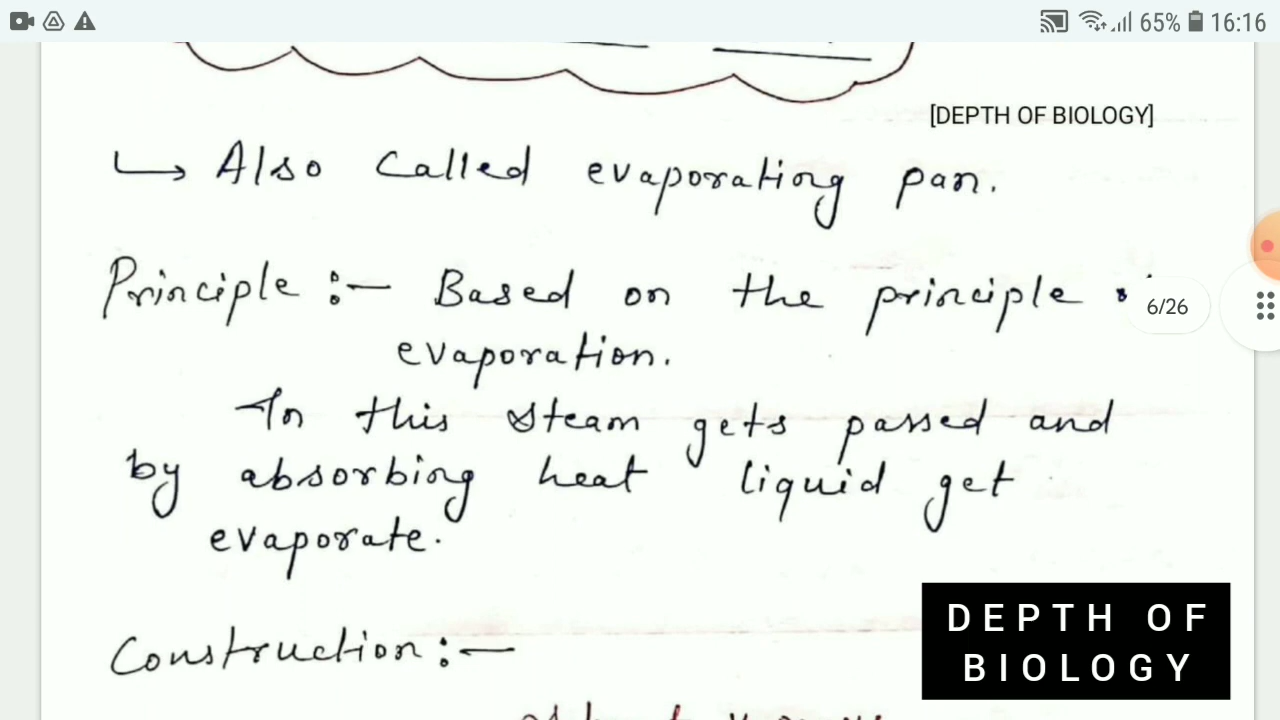 65% 16:16
[DEPTH OF BIOLOGY]
↳ Also called evaporating pan.
Principle :- Based on the principle
6/26
evaporation.
In this steam gets passed and
by absorbing heat liquid get
evaporate.
Construction :-
DEPTH OF
BIOLOGY